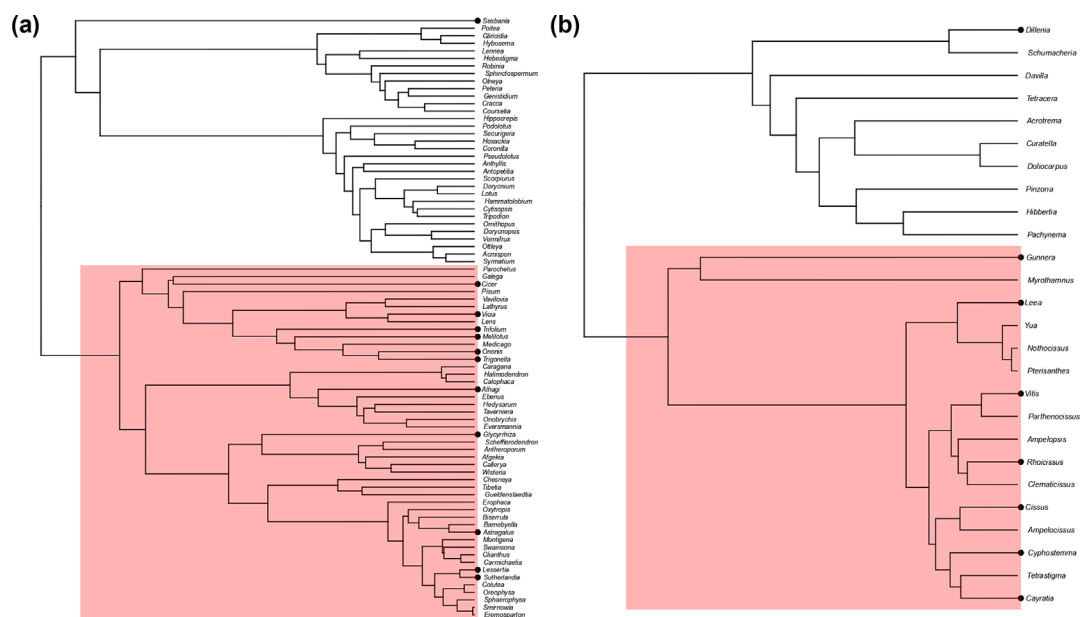 (a)
Sesbania
Poitea
Gliricidia
Hybosema
Lennea
Hebestigma
Robinia
Sphinctospermum
Olneya
Peteria
Genistidium
Cracca
Coursetia
Hippocrepis
Podolotus
Securigera
Hosackia
Coronilla
Pseudolotus
Anthyllis
Antopetitia
Scorpiurus
Dorycnium
Lotus
Hammatolobium
Cytisopsis
Tripodion
Ornithopus
Dorycnopsis
Vermifrux
Ottleya
Acmispon
Syrmatium
Parochetus
Galega
Cicer
Pisum
Vavilovia
Lathyrus
Vicia
Lens
Trifolium
Melilotus
Medicago
Ononis
Trigonella
Caragana
Halimodendron
Calophaca
Alhagi
Ebenus
Hedysarum
Taverniera
Onobrychis
Eversmannia
Glycyrrhiza
Schefflerodendron
Antheroporum
Afgekia
Callerya
Wisteria
Chesneya
Tibetia
Gueldenstaedtia
Erophaca
Oxytropis
Biserrula
Barnebyella
Astragalus
Montigena
Swainsona
Clianthus
Carmichaelia
Lessertia
Sutherlandia
Colutea
Oreophysa
Sphaerophysa
Smirnowia
Eremosparton
(b)
Dillenia
Schumacheria
Davilla
Tetracera
Acrotrema
Curatella
Doliocarpus
Pinzona
Hibbertia
Pachynema
Gunnera
Myrothamnus
Leea
Yua
Nothocissus
Pterisanthes
Vitis
Parthenocissus
Ampelopsis
Rhoicissus
Clematicissus
Cissus
Ampelocissus
Cyphostemma
Tetrastigma
Cayratia